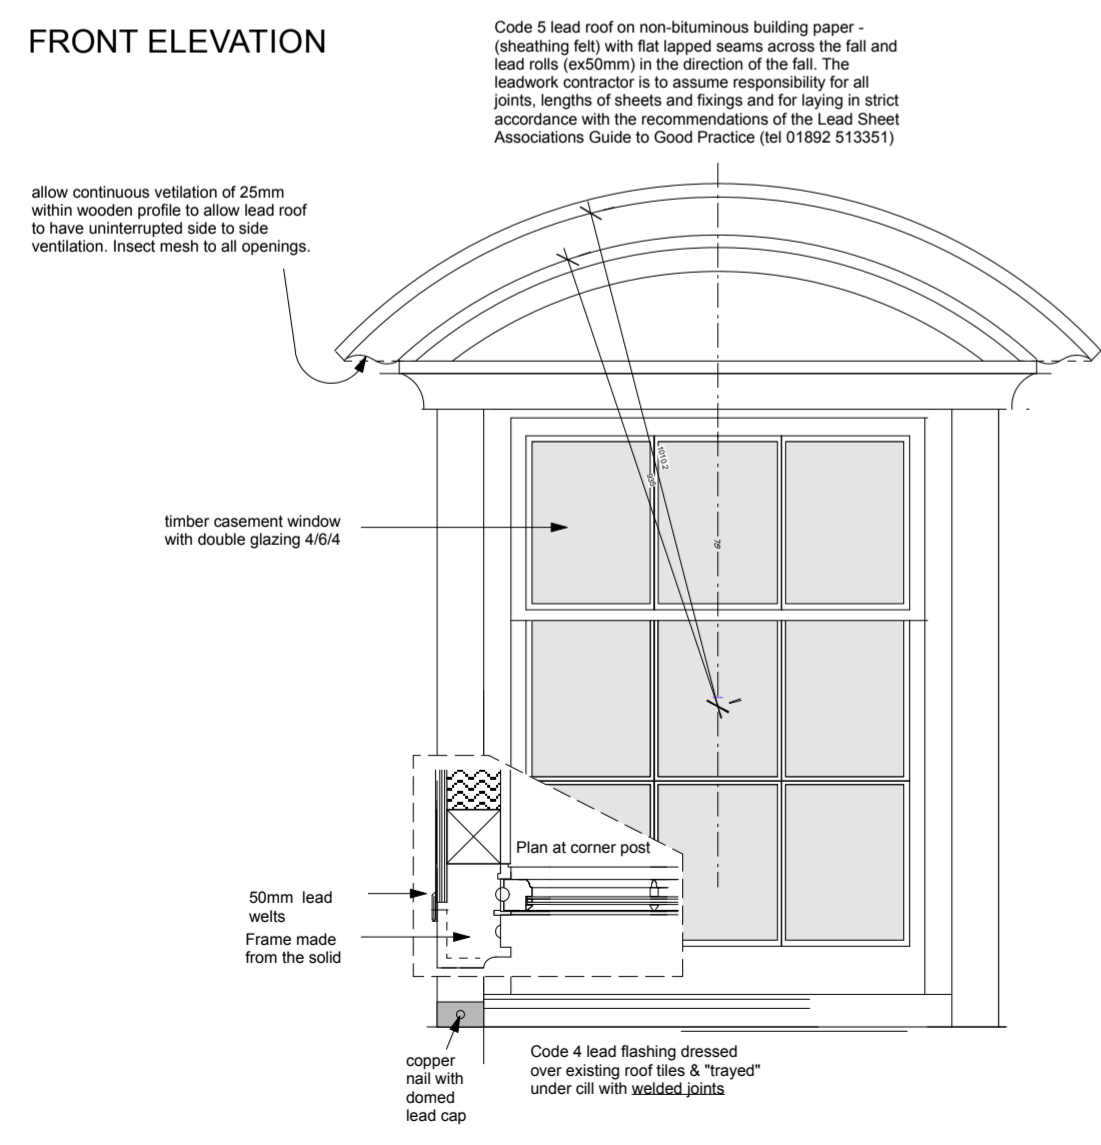 FRONT ELEVATION
Code 5 lead roof on non-bituminous building paper -
(sheathing felt) with flat lapped seams across the fall and
lead rolls (ex50mm) in the direction of the fall. The
leadwork contractor is to assume responsibility for all
joints, lengths of sheets and fixings and for laying in strict
accordance with the recommendations of the Lead Sheet
Associations Guide to Good Practice (tel 01892 513351)
allow continuous vetilation of 25mm
within wooden profile to allow lead roof
to have uninterrupted side to side
ventilation. Insect mesh to all openings.
1010.2
935
timber casement window
with double glazing 4/6/4
Plan at corner post
50mm lead
welts
Frame made
from the solid
copper
nail with
domed
lead cap
Code 4 lead flashing dressed
over existing roof tiles & "trayed"
under cill with welded joints